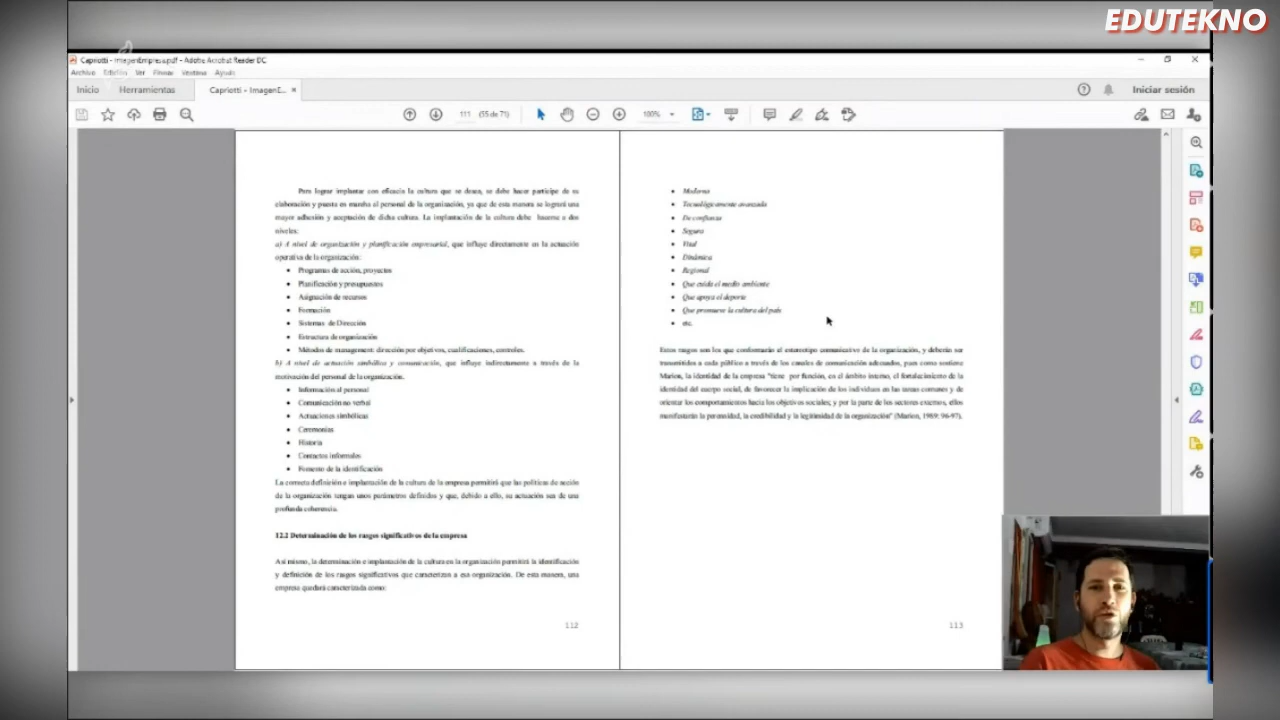 EDUTEKNO
Capriotti - ImagenEmpresa.pdf - Adobe Acrobat Reader DC
Archivo Edición Ver Firmar Ventana Ayuda
Inicio Herramientas Capriotti - ImagenE... × Iniciar sesión
111 (55 de 71) 100%
Para lograr implantar con eficacia la cultura que se desea, se debe hacer partícipe de su
elaboración y puesta en marcha al personal de la organización, ya que de esta manera se logrará una
mayor adhesión y aceptación de dicha cultura. La implantación de la cultura debe hacerse a dos
niveles:
a) A nivel de organización y planificación empresarial, que influye directamente en la actuación
operativa de la organización:
• Programas de acción, proyectos
• Planificación y presupuestos
• Asignación de recursos
• Formación
• Sistemas de Dirección
• Estructura de organización
• Métodos de management: dirección por objetivos, cualificaciones, controles.
b) A nivel de actuación simbólica y comunicación, que influye indirectamente a través de la
motivación del personal de la organización.
• Información al personal
• Comunicación no verbal
• Actuaciones simbólicas
• Ceremonias
• Historia
• Contactos informales
• Fomento de la identificación
La correcta definición e implantación de la cultura de la empresa permitirá que las políticas de acción
de la organización tengan unos parámetros definidos y que, debido a ello, su actuación sea de una
profunda coherencia.
12.2 Determinación de los rasgos significativos de la empresa
Así mismo, la determinación e implantación de la cultura en la organización permitirá la identificación
y definición de los rasgos significativos que caracterizan a esa organización. De esta manera, una
empresa quedará caracterizada como:
112
• Moderna
• Tecnológicamente avanzada
• De confianza
• Segura
• Vital
• Dinámica
• Regional
• Que cuida el medio ambiente
• Que apoya el deporte
• Que promueve la cultura del país
• etc.
Estos rasgos son los que conformarán el estereotipo comunicativo de la organización, y deberán ser
transmitidos a cada público a través de los canales de comunicación adecuados, pues como sostiene
Marion, la identidad de la empresa "tiene por función, en el ámbito interno, el fortalecimiento de la
identidad del cuerpo social, de favorecer la implicación de los individuos en las tareas comunes y de
orientar los comportamientos hacia los objetivos sociales; y por la parte de los sectores externos, ellos
manifestarán la perennidad, la credibilidad y la legitimidad de la organización" (Marion, 1989: 96-97).
113